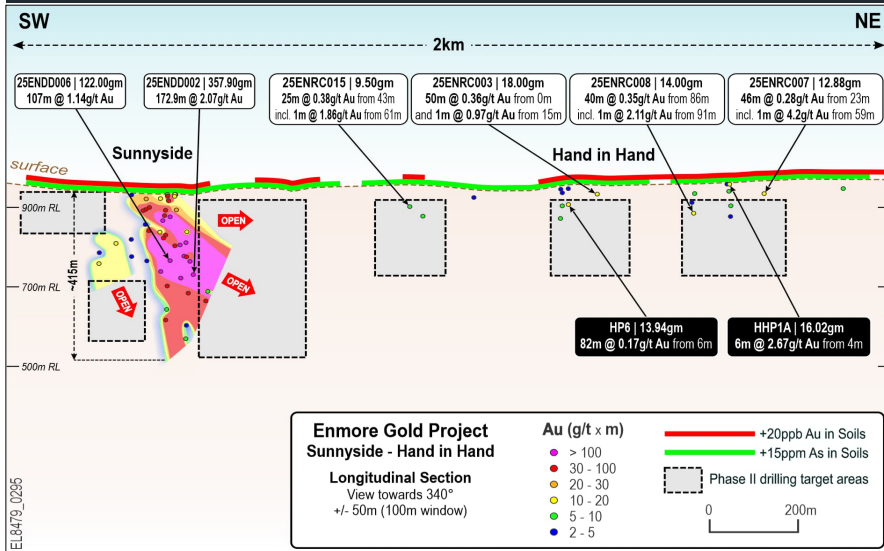 SW
NE
2km
25ENDD006 | 122.00gm
107m @ 1.14g/t Au
25ENDD002 | 357.90gm
172.9m @ 2.07g/t Au
25ENRC015 | 9.50gm
25m @ 0.38g/t Au from 43m
incl. 1m @ 1.86g/t Au from 61m
25ENRC003 | 18.00gm
50m @ 0.36g/t Au from 0m
and 1m @ 0.97g/t Au from 15m
25ENRC008 | 14.00gm
40m @ 0.35g/t Au from 86m
incl. 1m @ 2.11g/t Au from 91m
25ENRC007 | 12.88gm
46m @ 0.28g/t Au from 23m
incl. 1m @ 4.2g/t Au from 59m
Sunnyside
Hand in Hand
surface
900m RL
OPEN
700m RL
~415m
OPEN
OPEN
500m RL
HP6 | 13.94gm
82m @ 0.17g/t Au from 6m
HHP1A | 16.02gm
6m @ 2.67g/t Au from 4m
Enmore Gold Project
Sunnyside - Hand in Hand
Longitudinal Section
View towards 340°
+/- 50m (100m window)
Au (g/t x m)
> 100
30 - 100
20 - 30
10 - 20
5 - 10
2 - 5
+20ppb Au in Soils
+15ppm As in Soils
Phase II drilling target areas
0 200m
EL8479_0295